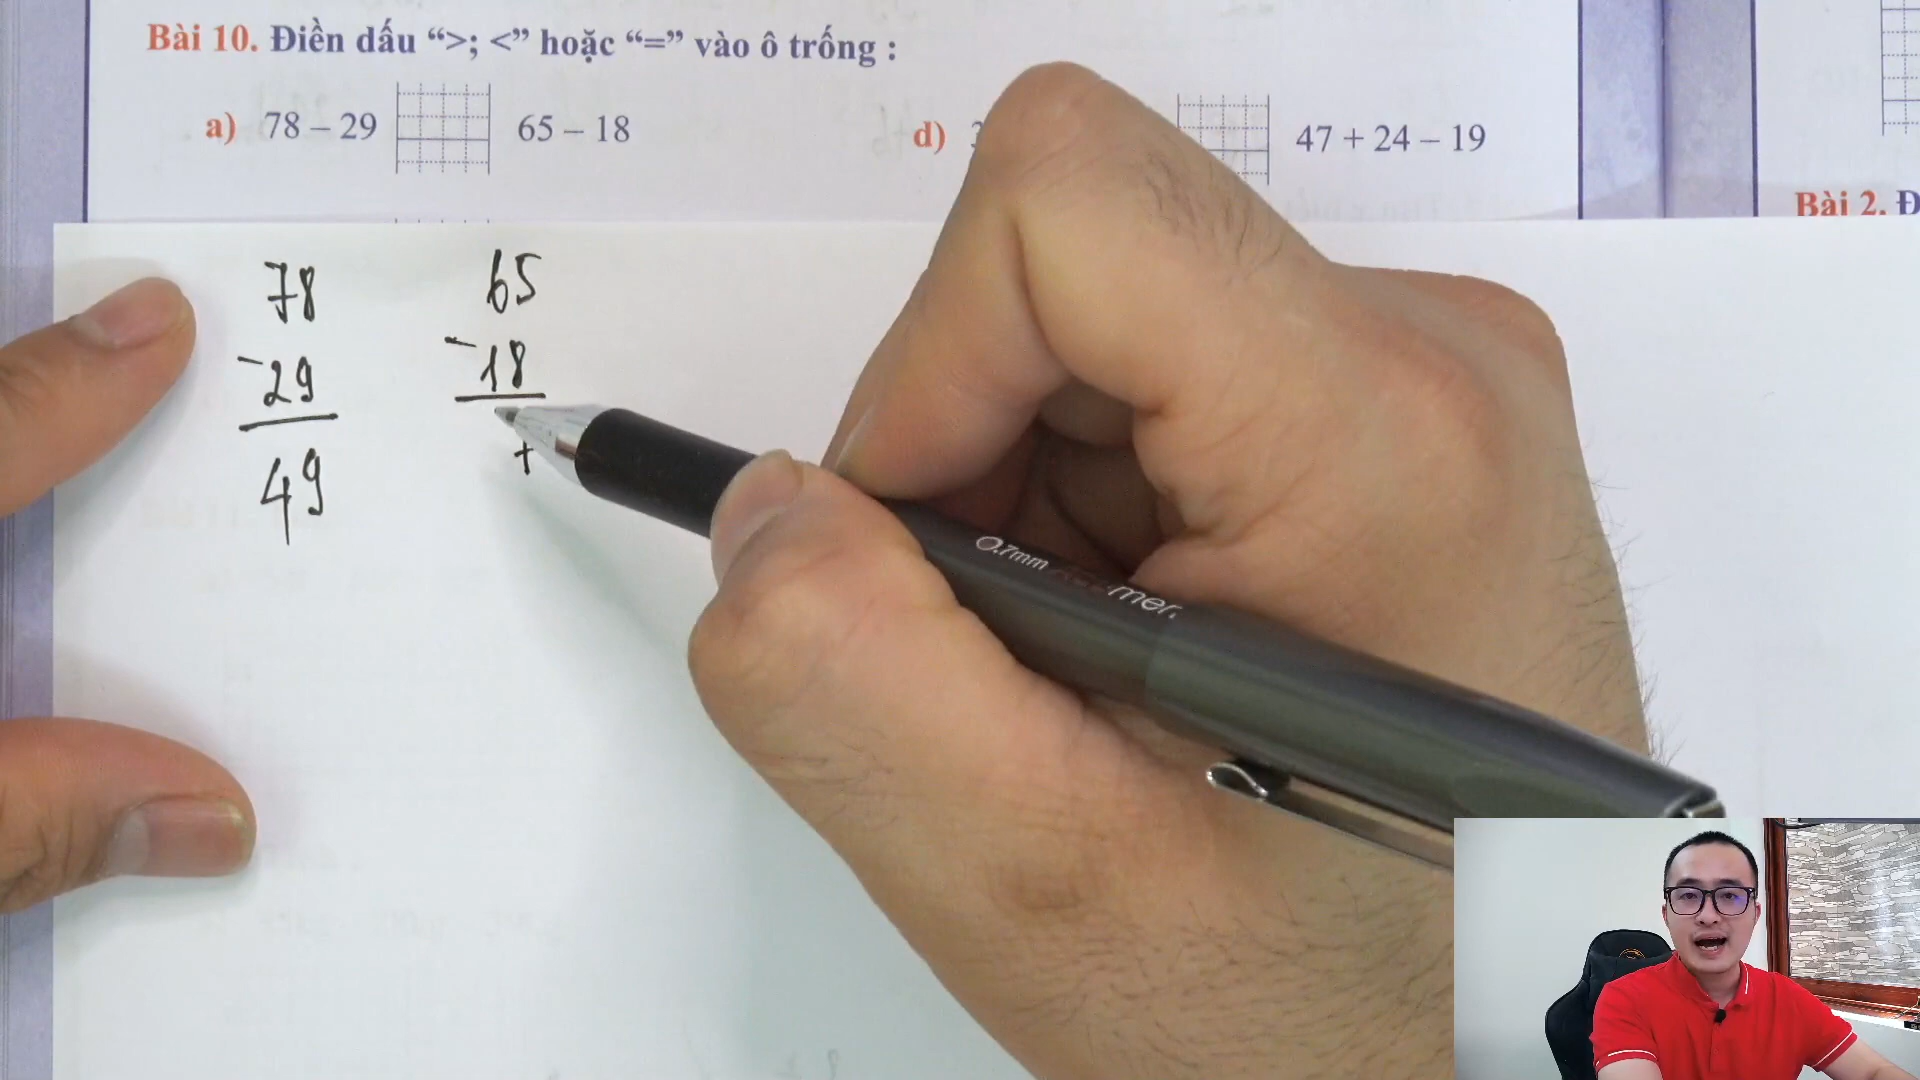 Bài 10. Điền dấu “>; <” hoặc “=” vào ô trống :
a) 78 – 29 65 – 18
d) 47 + 24 – 19
Bài 2. Đ
78
-29
49
65
-18
0.7mm